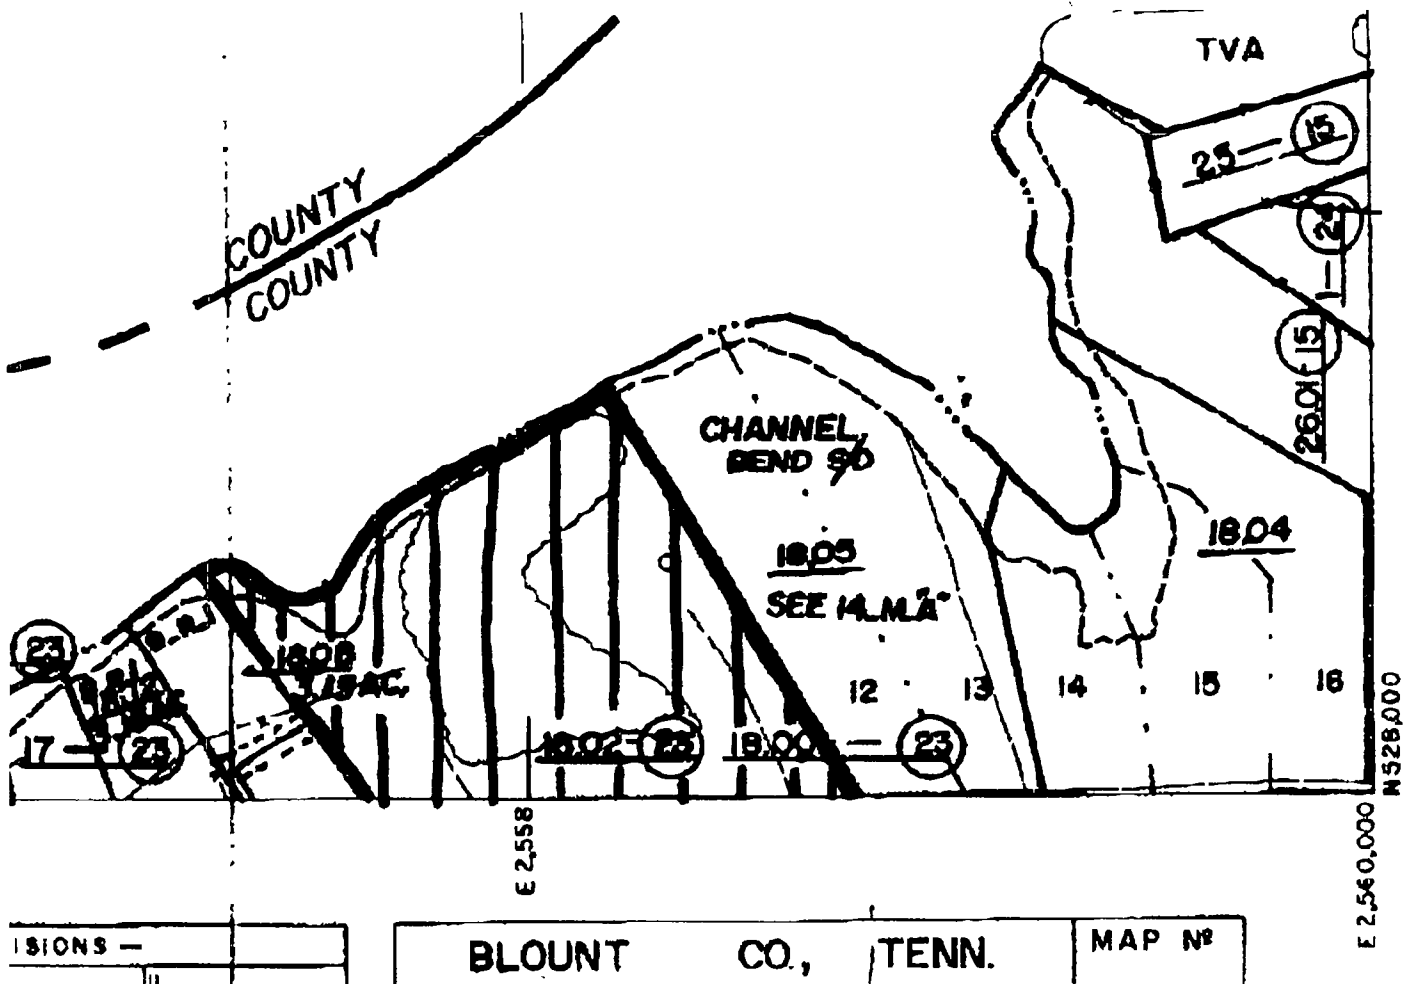 TVA
25 — 15
COUNTY
COUNTY
1 — 24
26.01-15
CHANNEL
BEND S/D
18.04
18.05
SEE 14 M."A"
23
18.08
12
13
14
15
16
17 — 23
18.02 - 23
18.00 — 23
E 2,558
N 528,000
E 2,560,000
ISIONS —
BLOUNT CO., TENN.
MAP Nº